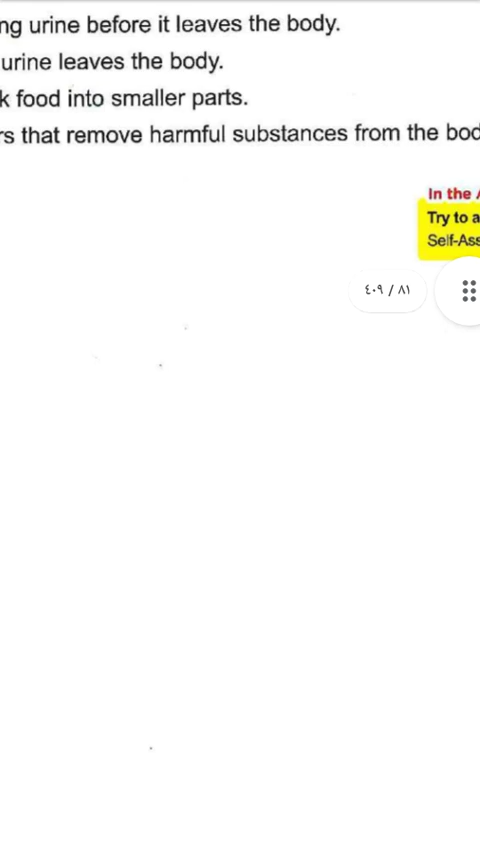 ng urine before it leaves the body.
urine leaves the body.
k food into smaller parts.
rs that remove harmful substances from the bod
In the A
Try to a
Self-Ass
٤٠٩ / ٨١